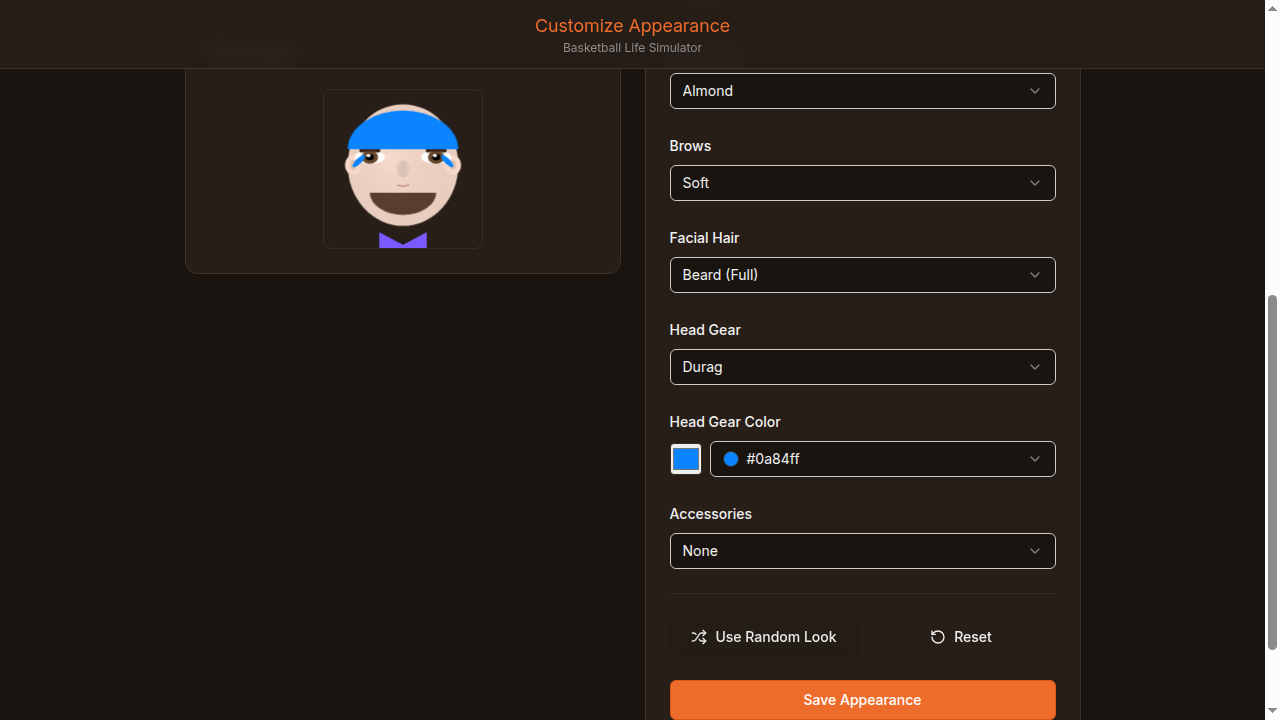 Customize Appearance
Basketball Life Simulator
Almond
Brows
Soft
Facial Hair
Beard (Full)
Head Gear
Durag
Head Gear Color
#0a84ff
Accessories
None
Use Random Look
Reset
Save Appearance